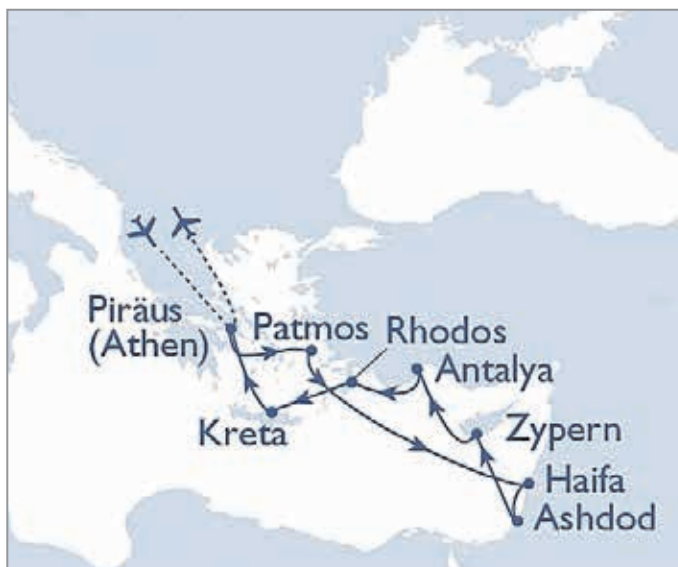 Piräus
(Athen)
Patmos
Rhodos
Antalya
Kreta
Zypern
Haifa
Ashdod